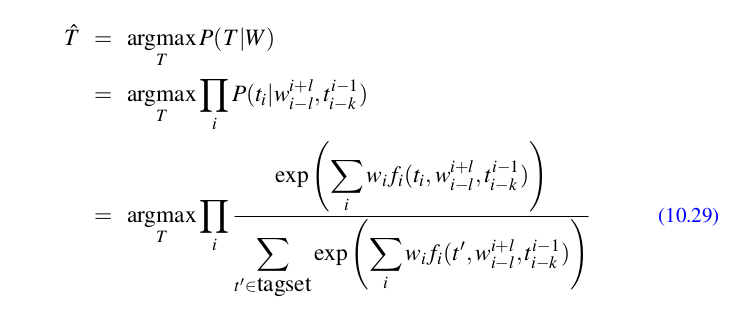 T̂ = argmax_T P(T|W)
= argmax_T ∏_i P(t_i|w_{i-l}^{i+l}, t_{i-k}^{i-1})
= argmax_T ∏_i \frac{exp(∑_i w_i f_i(t_i, w_{i-l}^{i+l}, t_{i-k}^{i-1}))}{∑_{t′∈tagset} exp(∑_i w_i f_i(t′, w_{i-l}^{i+l}, t_{i-k}^{i-1}))} (10.29)